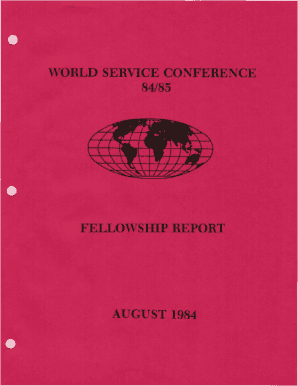 WORLD SERVICE CONFERENCE
84/85
FELLOWSHIP REPORT
AUGUST 1984